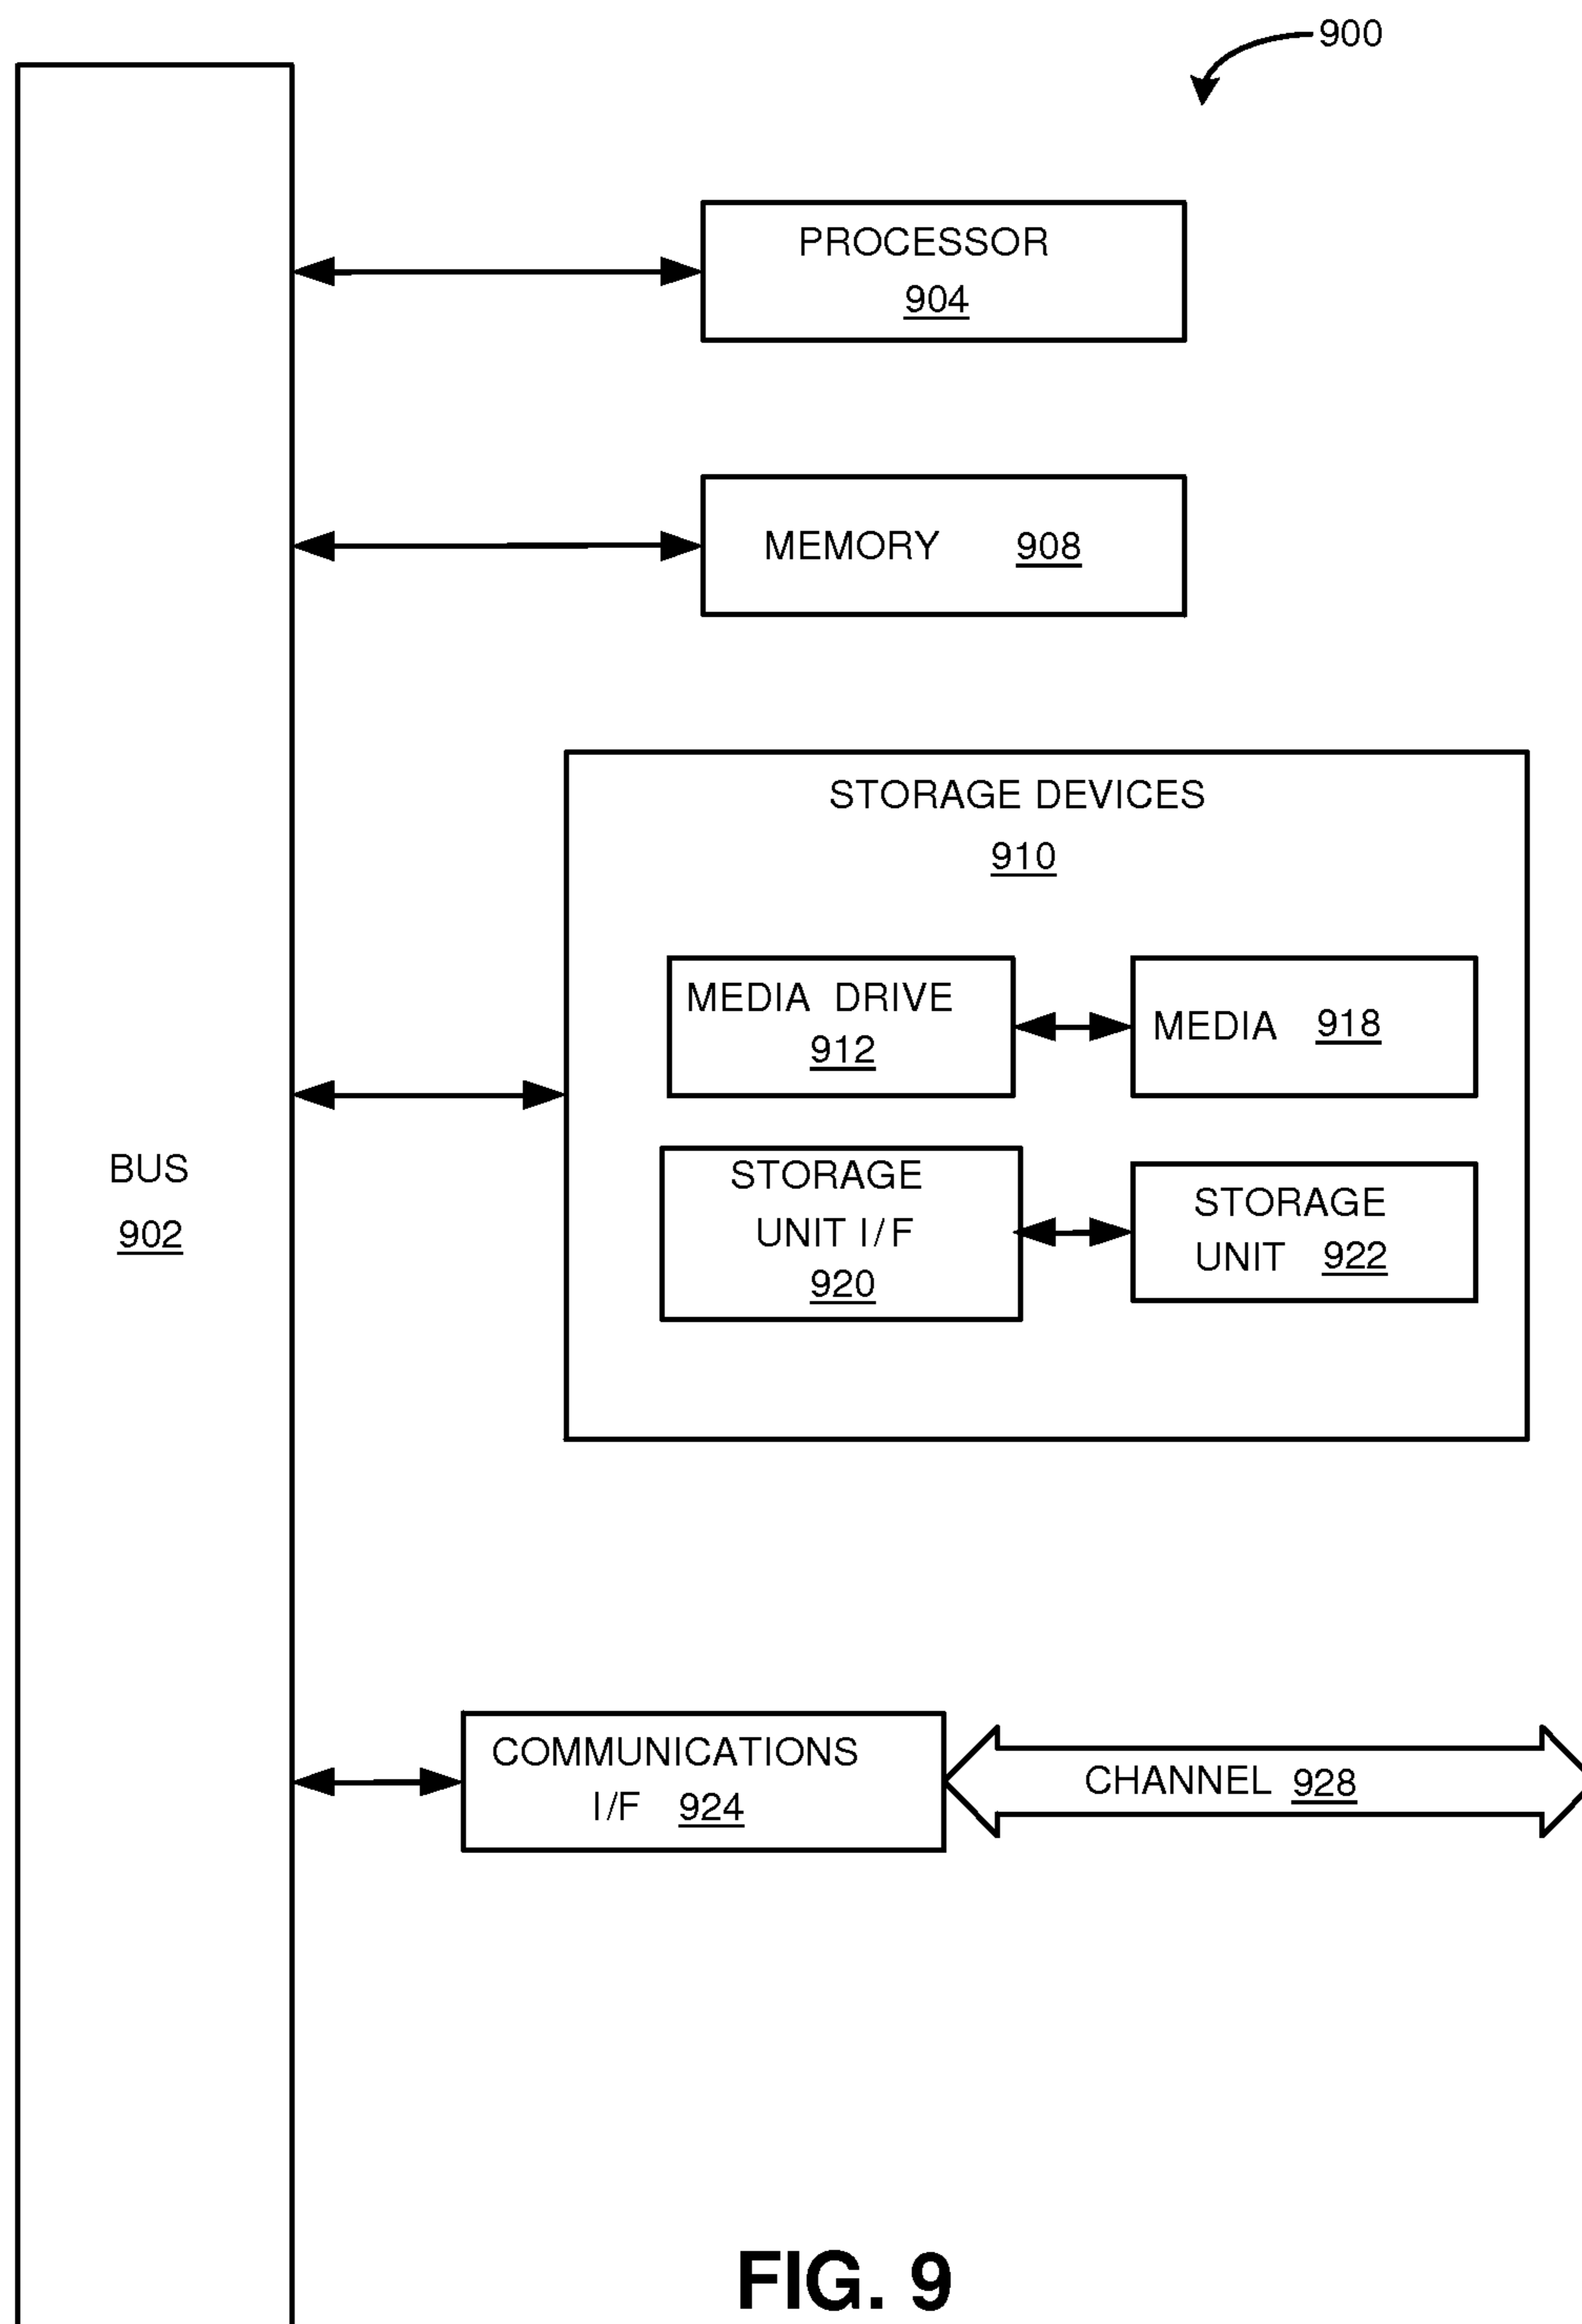 900
PROCESSOR
904
MEMORY 908
STORAGE DEVICES
910
MEDIA DRIVE
912
MEDIA 918
STORAGE
UNIT I/F
920
STORAGE
UNIT 922
BUS
902
COMMUNICATIONS
I/F 924
CHANNEL 928
FIG. 9